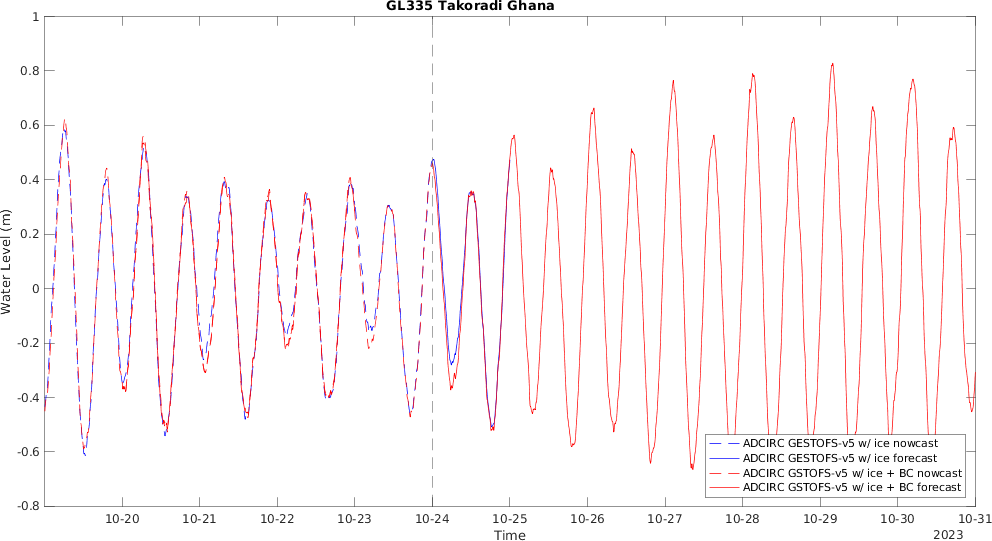 GL335 Takoradi Ghana
Water Level (m)
1
0.8
0.6
0.4
0.2
0
-0.2
-0.4
-0.6
-0.8
10-20 10-21 10-22 10-23 10-24 10-25 10-26 10-27 10-28 10-29 10-30 10-31
Time
2023
ADCIRC GESTOFS-v5 w/ ice nowcast
ADCIRC GESTOFS-v5 w/ ice forecast
ADCIRC GSTOFS-v5 w/ ice + BC nowcast
ADCIRC GSTOFS-v5 w/ ice + BC forecast